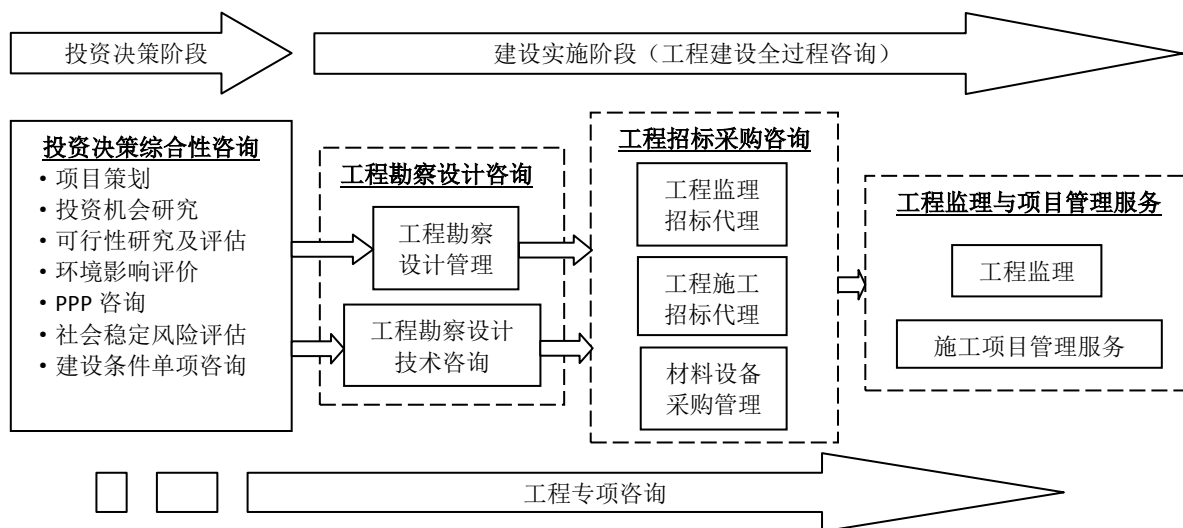 投资决策阶段
建设实施阶段（工程建设全过程咨询）
投资决策综合性咨询
• 项目策划
• 投资机会研究
• 可行性研究及评估
• 环境影响评价
• PPP 咨询
• 社会稳定风险评估
• 建设条件单项咨询
工程勘察设计咨询
工程勘察
设计管理
工程勘察设计
技术咨询
工程招标采购咨询
工程监理
招标代理
工程施工
招标代理
材料设备
采购管理
工程监理与项目管理服务
工程监理
施工项目管理服务
工程专项咨询